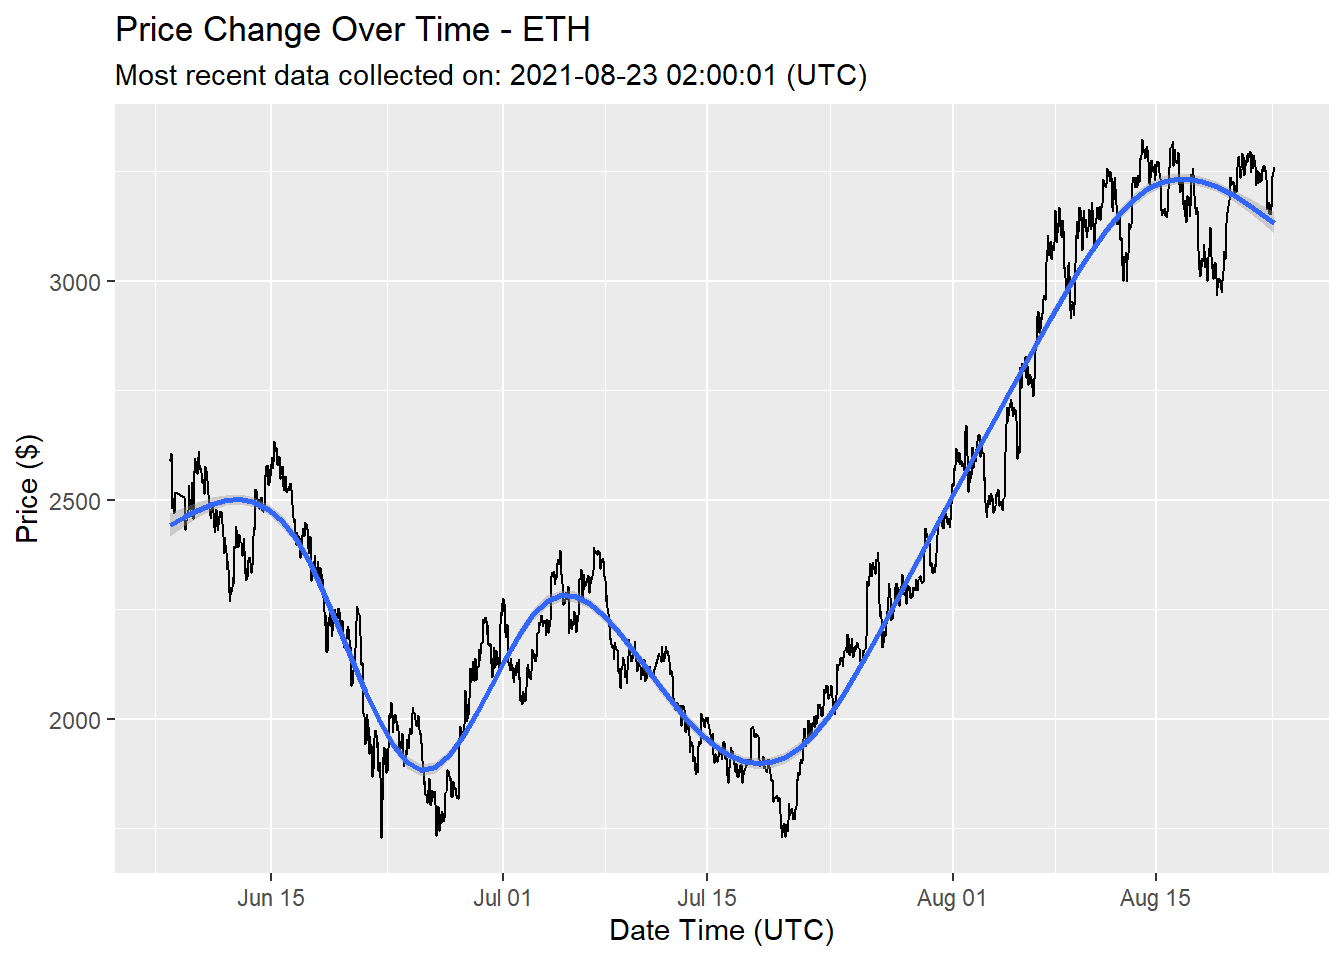 Price Change Over Time - ETH
Most recent data collected on: 2021-08-23 02:00:01 (UTC)
Price ($)
3000
2500
2000
Jun 15
Jul 01
Jul 15
Aug 01
Aug 15
Date Time (UTC)